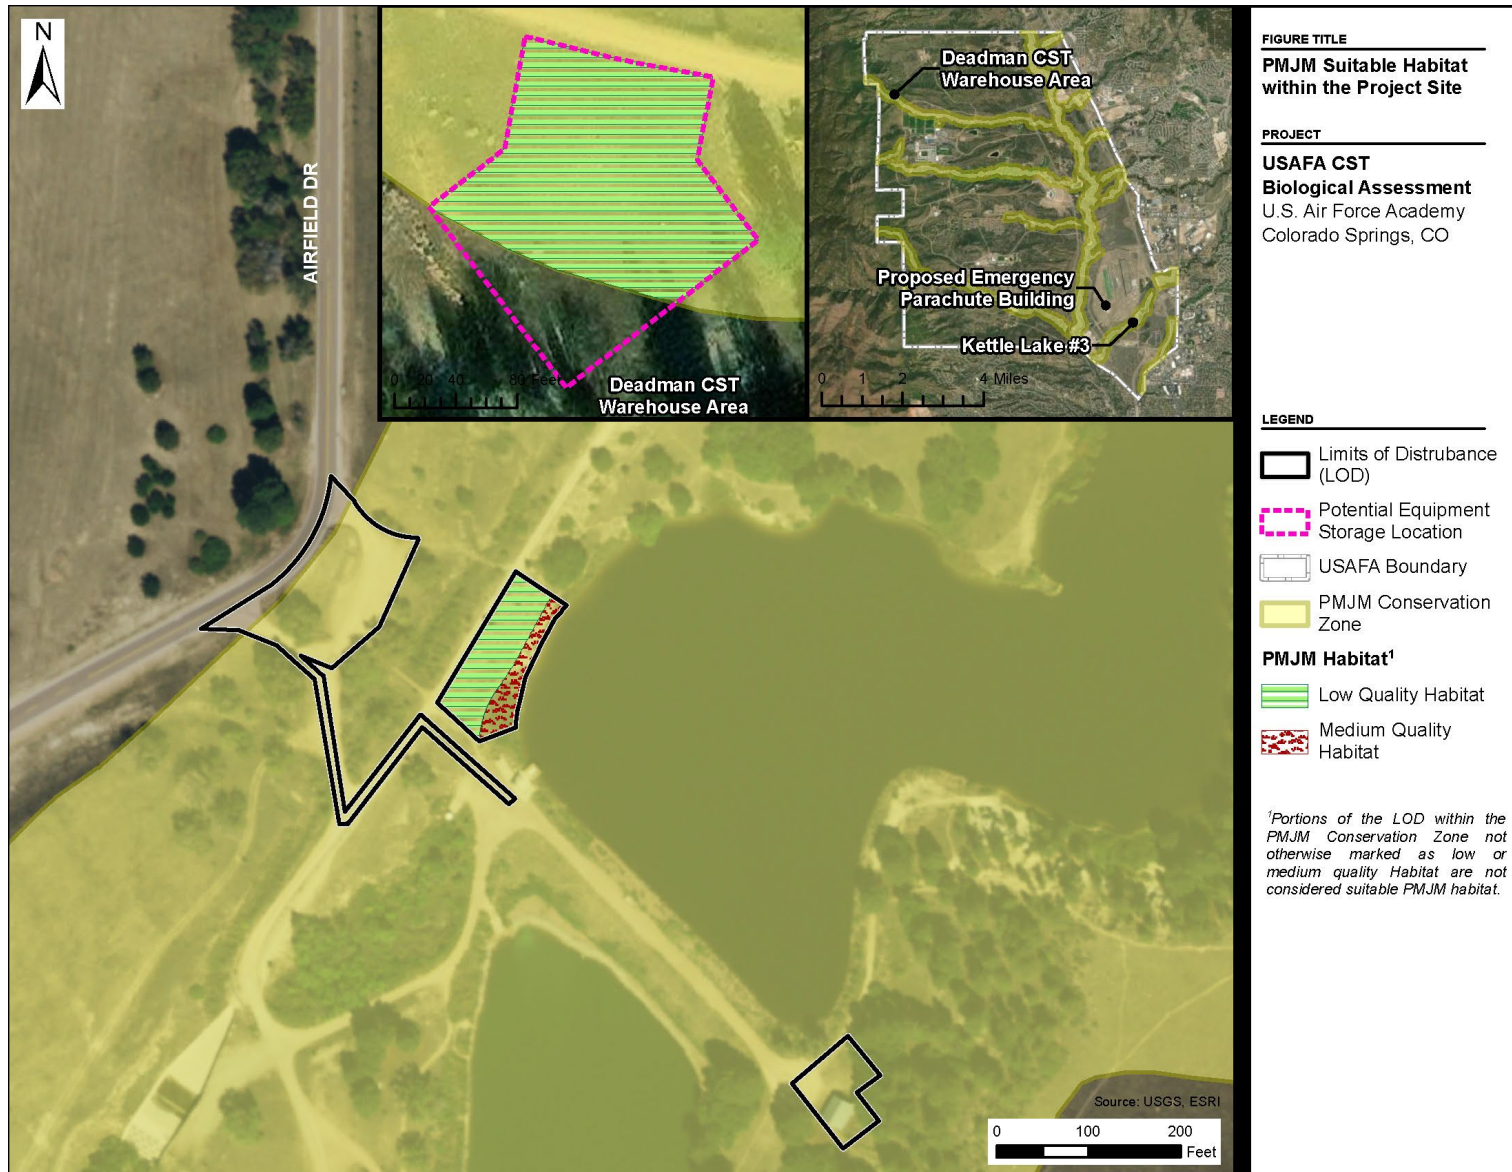 N
AIRFIELD DR
0 20 40 80 Feet
Deadman CST
Warehouse Area
Deadman CST
Warehouse Area
Proposed Emergency
Parachute Building
Kettle Lake #3
0 1 2 4 Miles
Source: USGS, ESRI
0 100 200
Feet
FIGURE TITLE
PMJM Suitable Habitat
within the Project Site
PROJECT
USAFA CST
Biological Assessment
U.S. Air Force Academy
Colorado Springs, CO
LEGEND
Limits of Distrubance
(LOD)
Potential Equipment
Storage Location
USAFA Boundary
PMJM Conservation
Zone
PMJM Habitat¹
Low Quality Habitat
Medium Quality
Habitat
¹Portions of the LOD within the
PMJM Conservation Zone not
otherwise marked as low or
medium quality Habitat are not
considered suitable PMJM habitat.